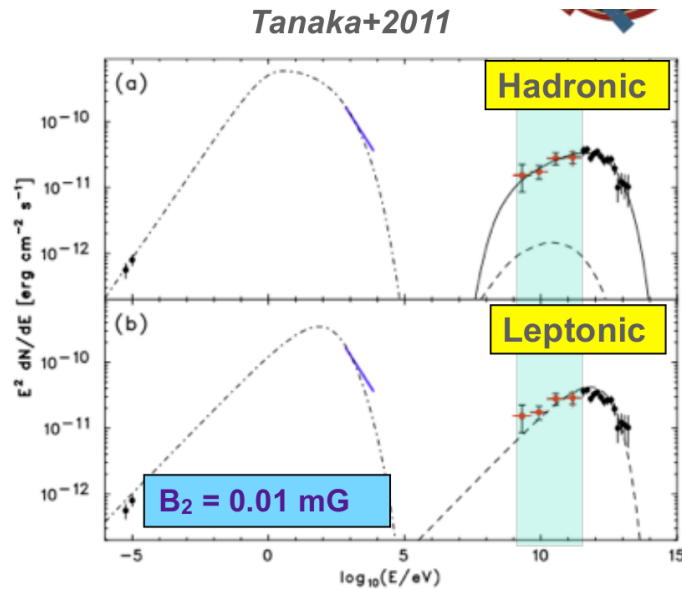 Tanaka+2011
(a)
Hadronic
10⁻¹⁰
10⁻¹¹
10⁻¹²
E² dN/dE [erg cm⁻² s⁻¹]
(b)
Leptonic
10⁻¹⁰
10⁻¹¹
10⁻¹²
B₂ = 0.01 mG
−5 0 5 10 15
log₁₀(E/eV)